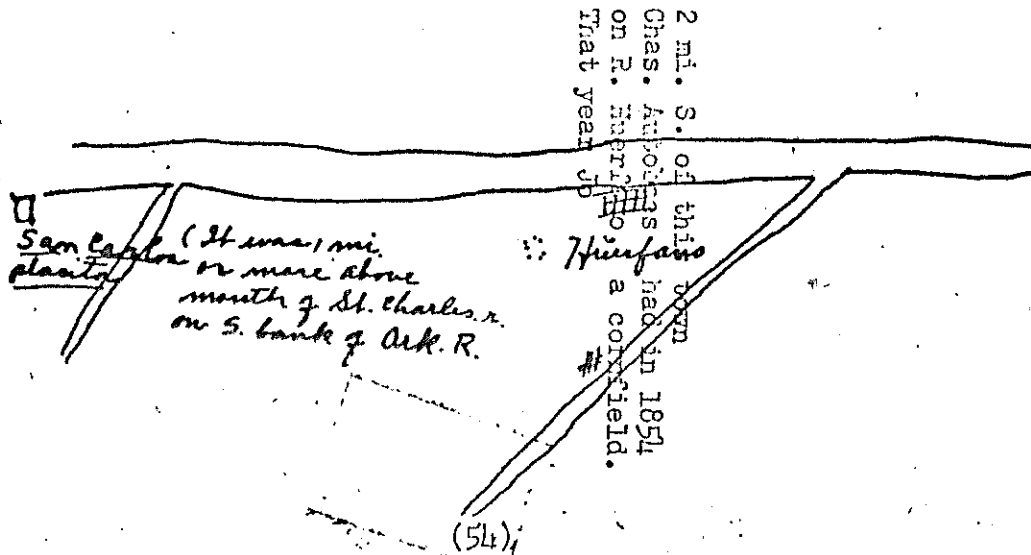 2 mi. S. of this town
Chas. Autobees had in 1854
on R. Huerfano a cornfield.
That year Jo
San Carlos
placita
(It was 1 mi.
or more above
mouth of St. Charles r.
on S. bank of Ark. R.
Huerfano
(54)